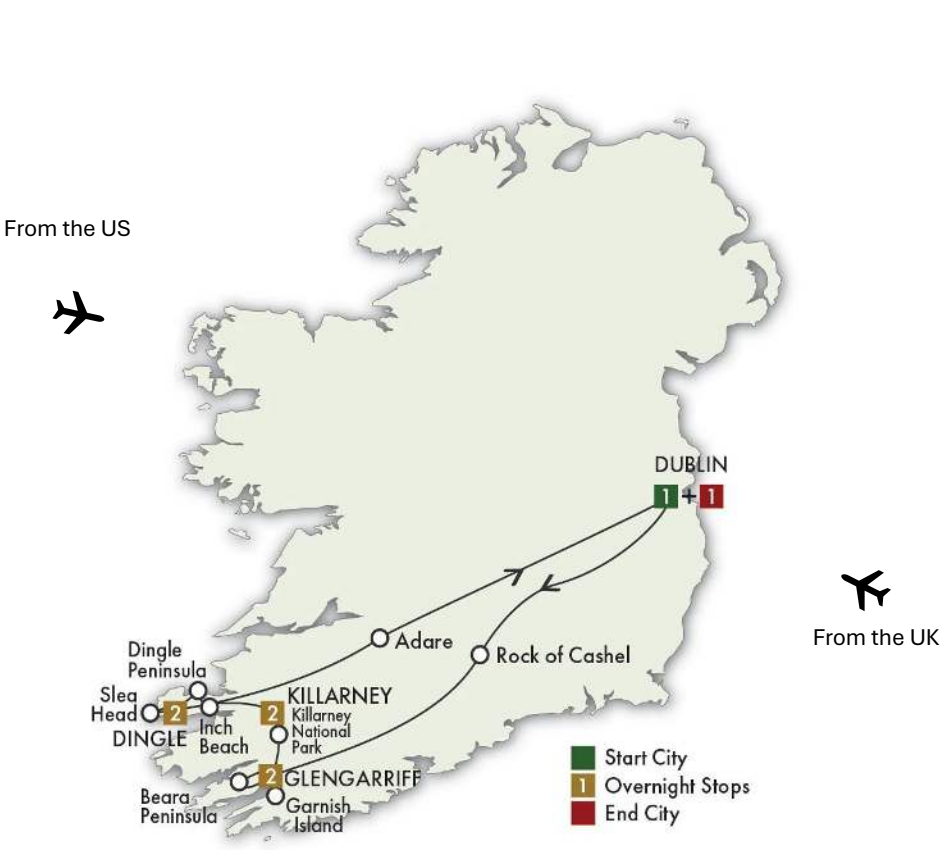 From the US
DUBLIN
1 + 1
From the UK
Adare
Rock of Cashel
Dingle
Peninsula
Slea
Head
2
DINGLE
Inch
Beach
2
KILLARNEY
Killarney
National
Park
2
GLENGARRIFF
Beara
Peninsula
Garnish
Island
Start City
1 Overnight Stops
End City